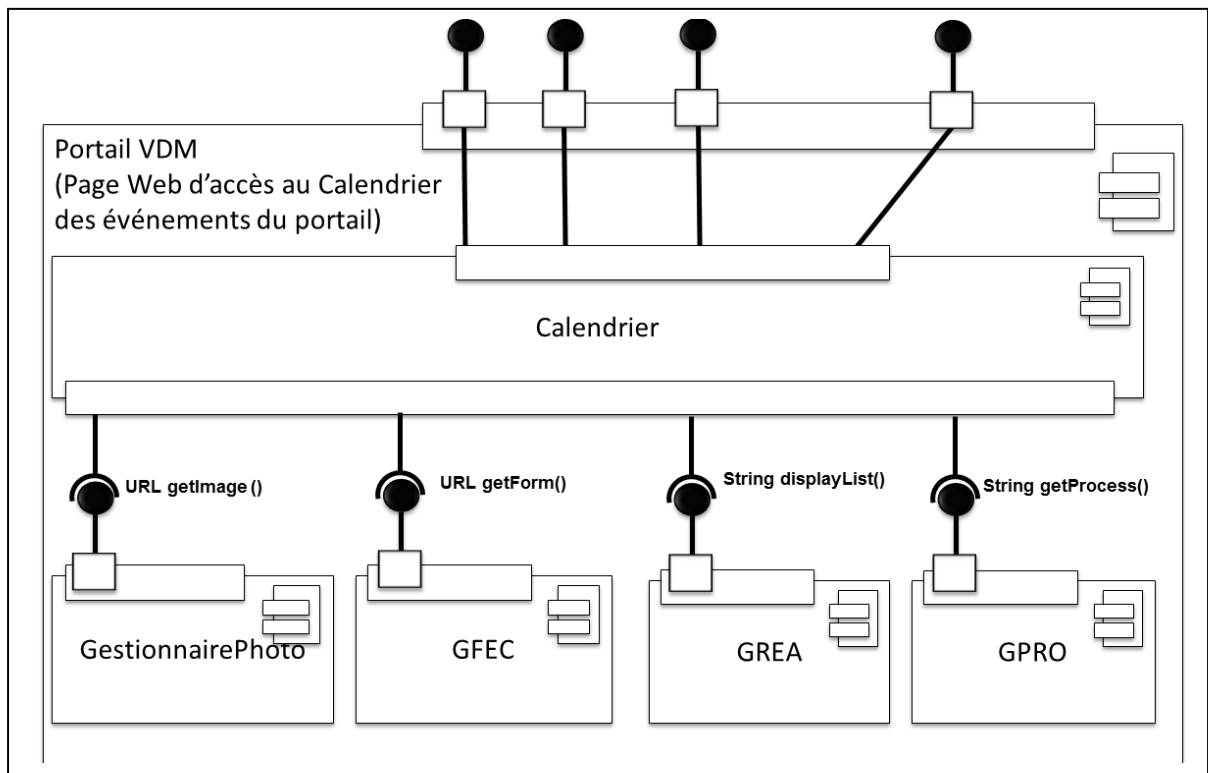 Portail VDM
(Page Web d’accès au Calendrier
des événements du portail)
Calendrier
URL getImage ()
URL getForm()
String displayList()
String getProcess()
GestionnairePhoto
GFEC
GREA
GPRO